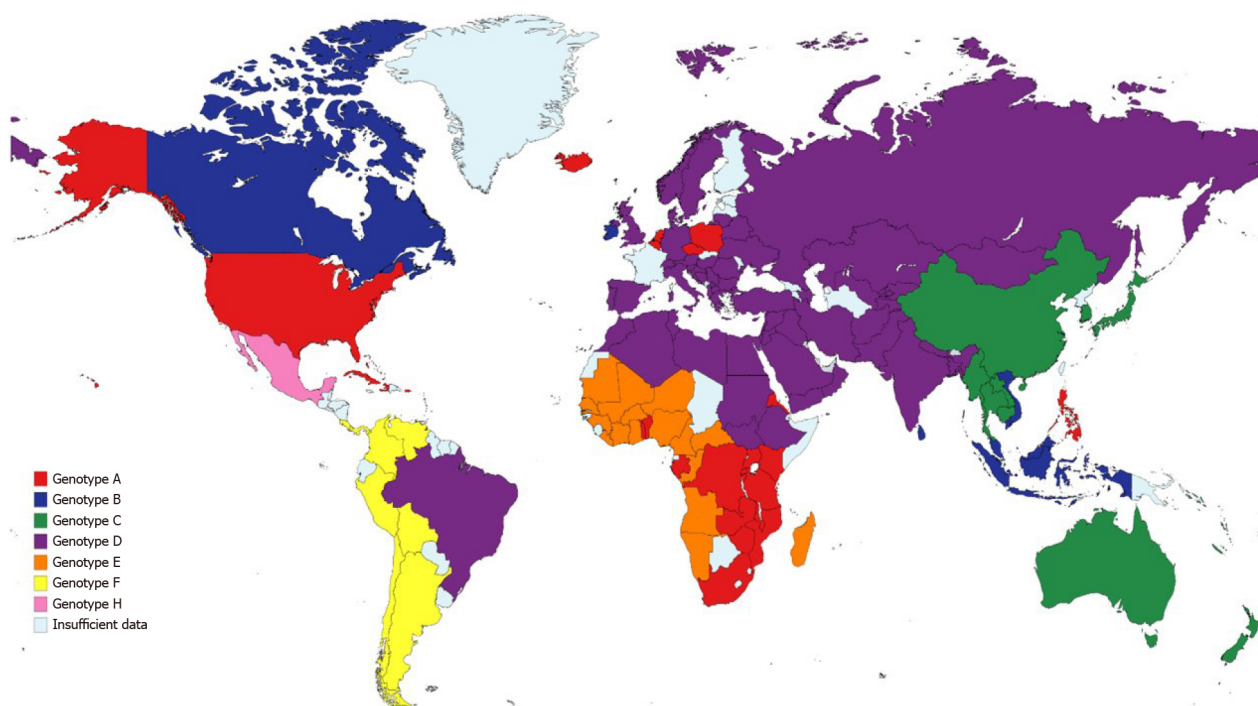 Genotype A
Genotype B
Genotype C
Genotype D
Genotype E
Genotype F
Genotype H
Insufficient data